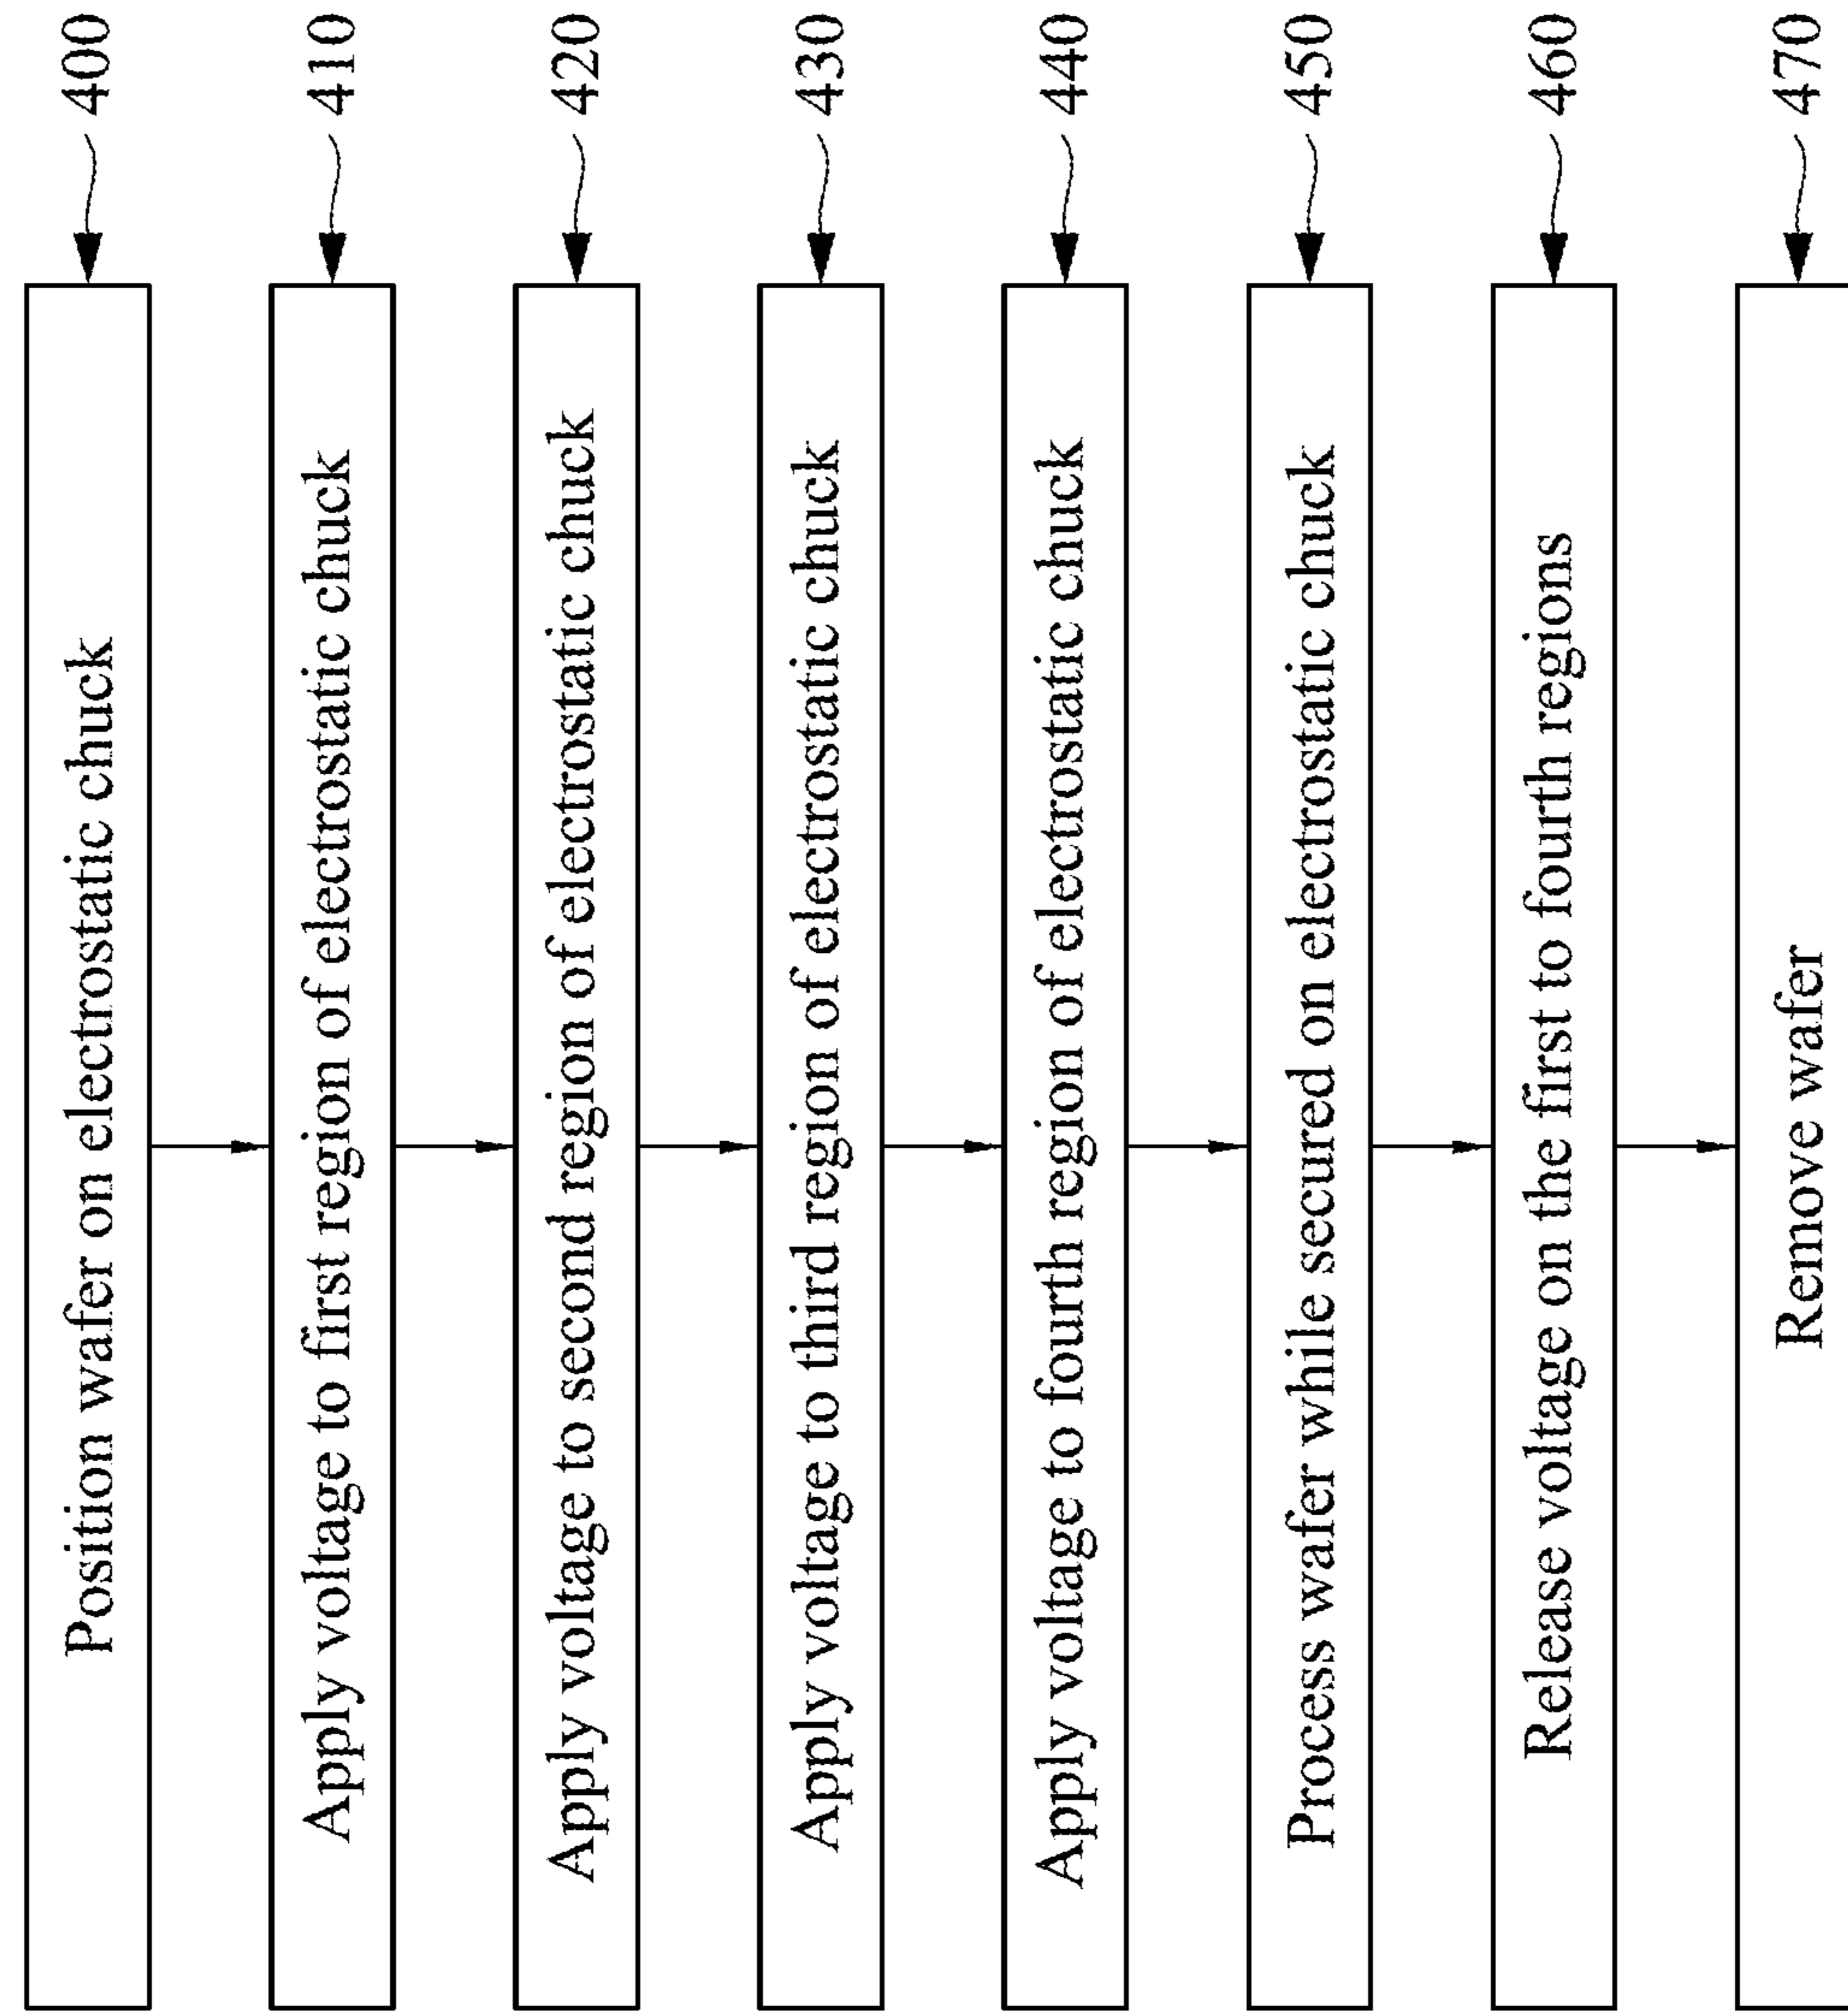 Position wafer on electrostatic chuck
400
Apply voltage to first region of electrostatic chuck
410
Apply voltage to second region of electrostatic chuck
420
Apply voltage to third region of electrostatic chuck
430
Apply voltage to fourth region of electrostatic chuck
440
Process wafer while secured on electrostatic chuck
450
Release voltage on the first to fourth regions
460
Remove wafer
470